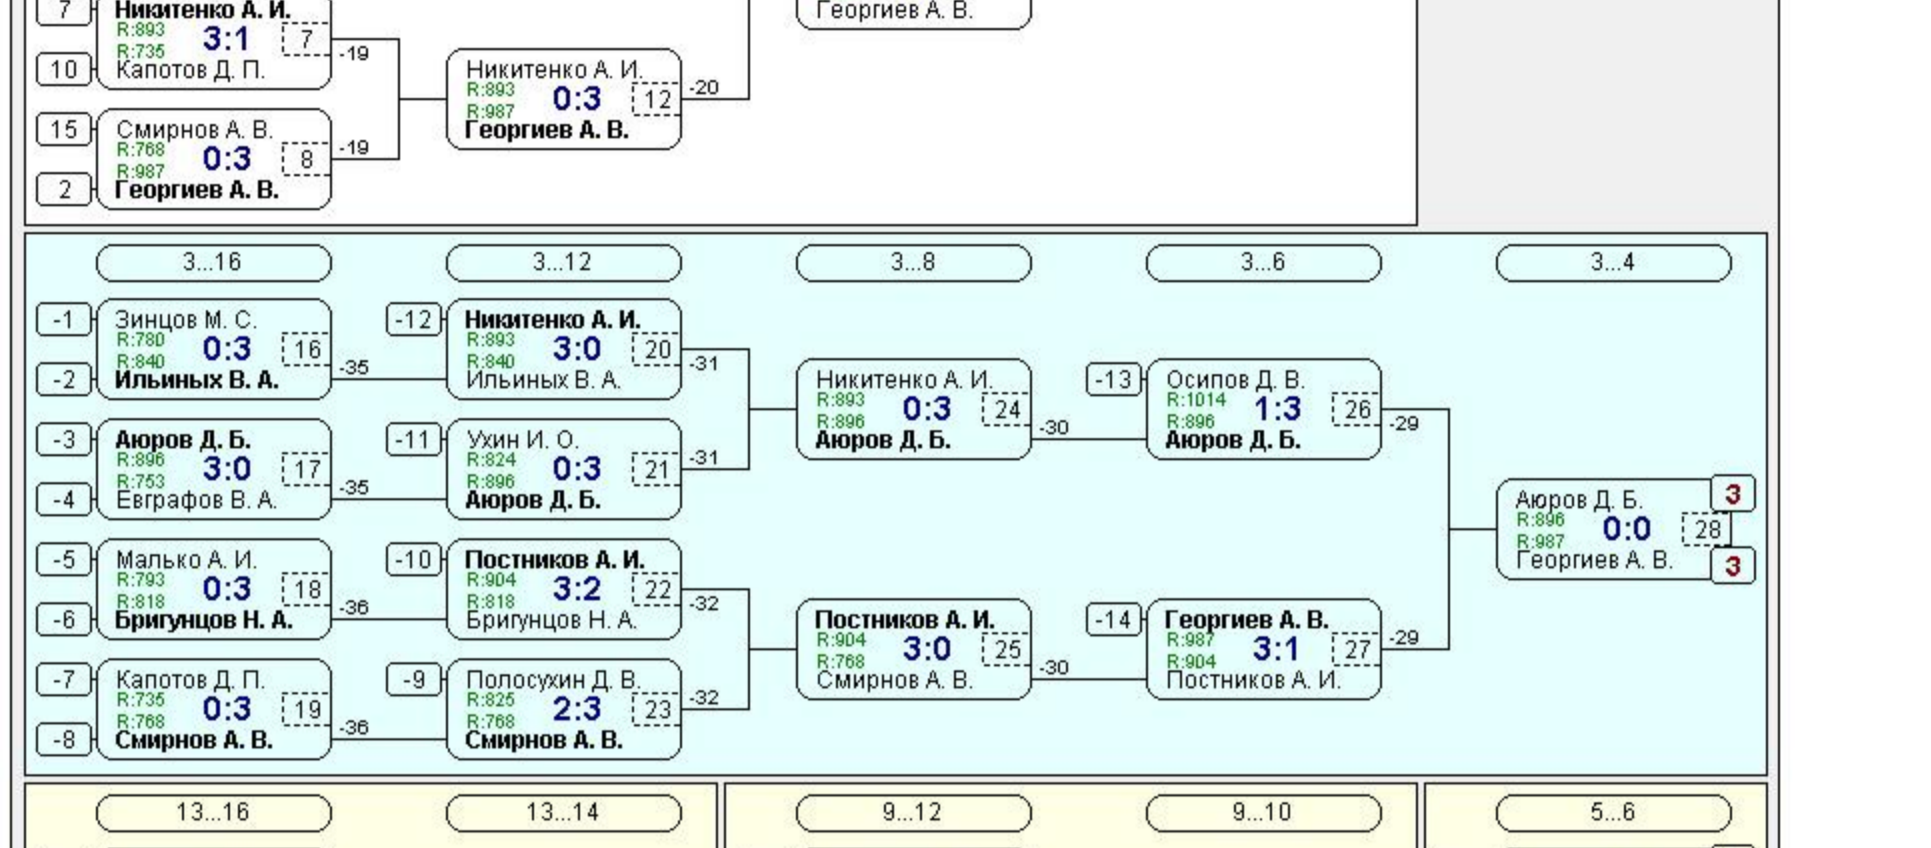 7
Никитенко А. И.
R:893
3:1
7
-19
R:735
10
Капотов Д. П.
Георгиев А. В.
Никитенко А. И.
R:893
0:3
12
-20
R:987
Георгиев А. В.
15
Смирнов А. В.
R:768
0:3
8
-19
R:987
2
Георгиев А. В.
3...16
3...12
3...8
3...6
3...4
-1
Зинцов М. С.
R:780
0:3
16
R:840
-2
Ильиных В. А.
-35
-3
Аюров Д. Б.
R:896
3:0
17
R:753
-4
Евграфов В. А.
-35
-5
Малько А. И.
R:793
0:3
18
R:818
-6
Бригунцов Н. А.
-36
-7
Капотов Д. П.
R:735
0:3
19
R:768
-8
Смирнов А. В.
-36
-12
Никитенко А. И.
R:893
3:0
20
R:840
Ильиных В. А.
-31
-11
Ухин И. О.
R:824
0:3
21
R:896
Аюров Д. Б.
-31
-10
Постников А. И.
R:904
3:2
22
R:818
Бригунцов Н. А.
-32
-9
Полосухин Д. В.
R:825
2:3
23
R:768
Смирнов А. В.
-32
Никитенко А. И.
R:893
0:3
24
R:896
Аюров Д. Б.
-30
Постников А. И.
R:904
3:0
25
R:768
Смирнов А. В.
-30
-13
Осипов Д. В.
R:1014
1:3
26
R:896
Аюров Д. Б.
-29
-14
Георгиев А. В.
R:987
3:1
27
R:904
Постников А. И.
-29
Аюров Д. Б.
3
R:896
0:0
28
R:987
Георгиев А. В.
3
13...16
13...14
9...12
9...10
5...6